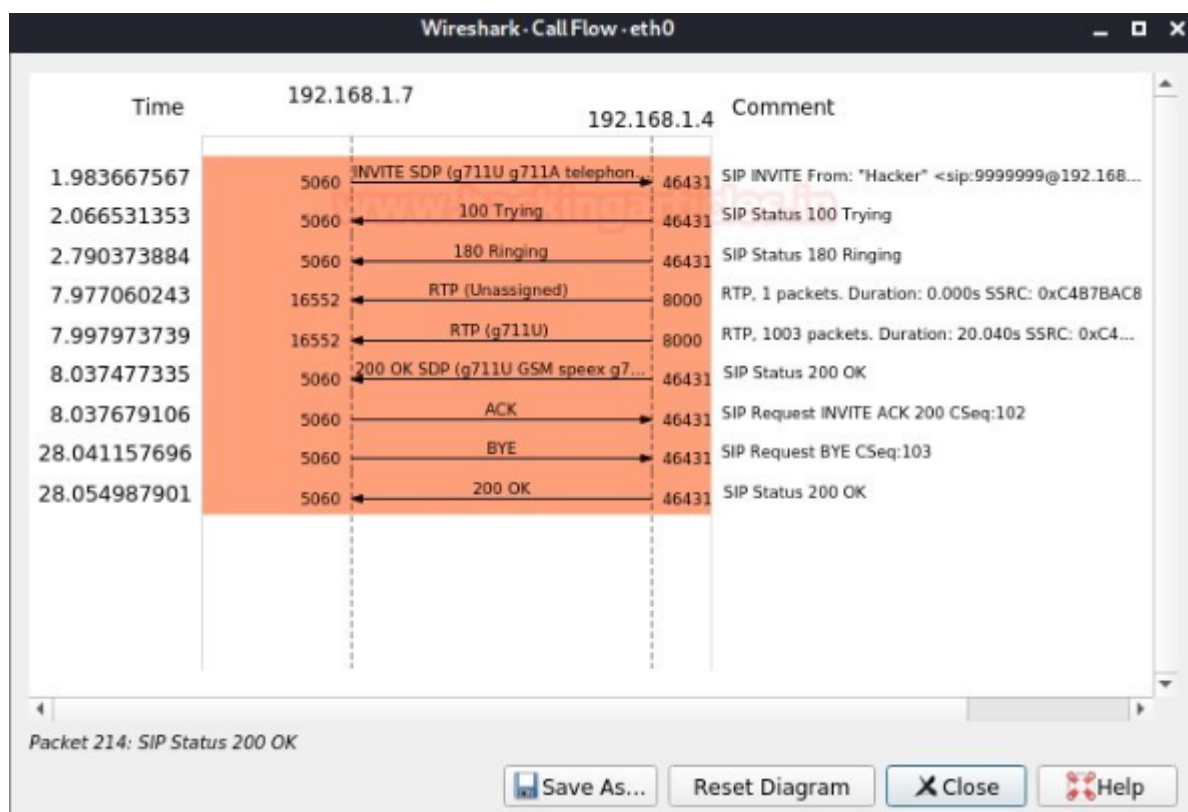 Wireshark · Call Flow · eth0
Time 192.168.1.7 192.168.1.4 Comment
1.983667567 5060 INVITE SDP (g711U g711A telephon... 46431 SIP INVITE From: "Hacker" <sip:9999999@192.168...
www.hackingarticles.in
2.066531353 5060 100 Trying 46431 SIP Status 100 Trying
2.790373884 5060 180 Ringing 46431 SIP Status 180 Ringing
7.977060243 16552 RTP (Unassigned) 8000 RTP, 1 packets. Duration: 0.000s SSRC: 0xC4B7BAC8
7.997973739 16552 RTP (g711U) 8000 RTP, 1003 packets. Duration: 20.040s SSRC: 0xC4...
8.037477335 5060 200 OK SDP (g711U GSM speex g7... 46431 SIP Status 200 OK
8.037679106 5060 ACK 46431 SIP Request INVITE ACK 200 CSeq:102
28.041157696 5060 BYE 46431 SIP Request BYE CSeq:103
28.054987901 5060 200 OK 46431 SIP Status 200 OK
Packet 214: SIP Status 200 OK
Save As... Reset Diagram Close Help